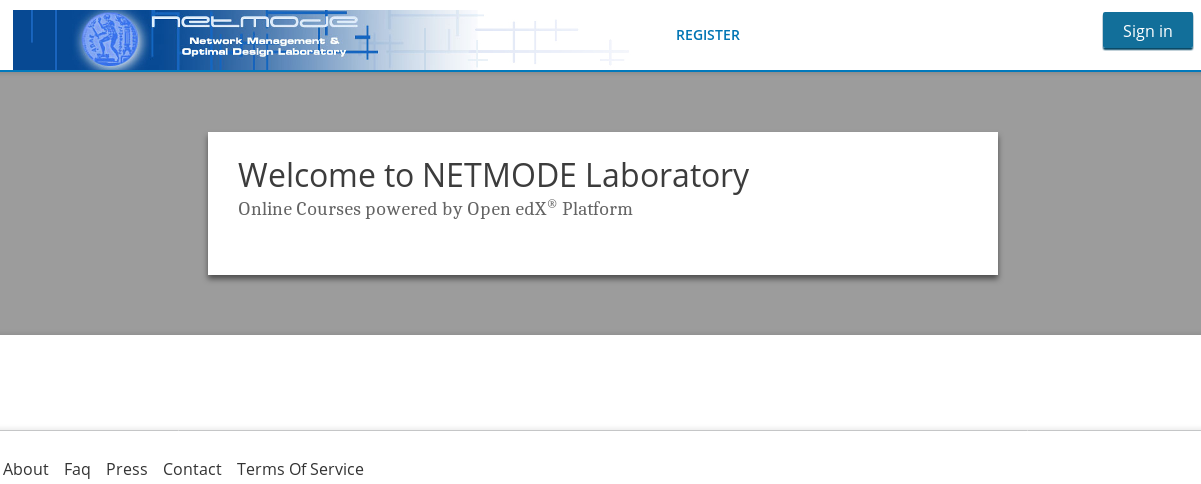 netmode
Network Management &
Optimal Design Laboratory
REGISTER
Sign in
Welcome to NETMODE Laboratory
Online Courses powered by Open edX® Platform
About Faq Press Contact Terms Of Service